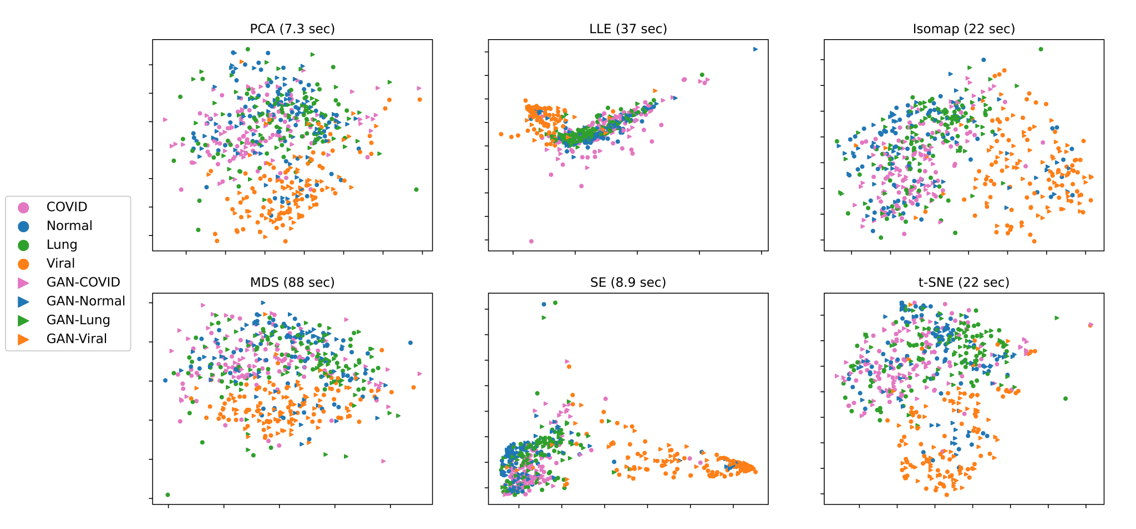 PCA (7.3 sec)
LLE (37 sec)
Isomap (22 sec)
COVID
Normal
Lung
Viral
GAN-COVID
GAN-Normal
GAN-Lung
GAN-Viral
MDS (88 sec)
SE (8.9 sec)
t-SNE (22 sec)